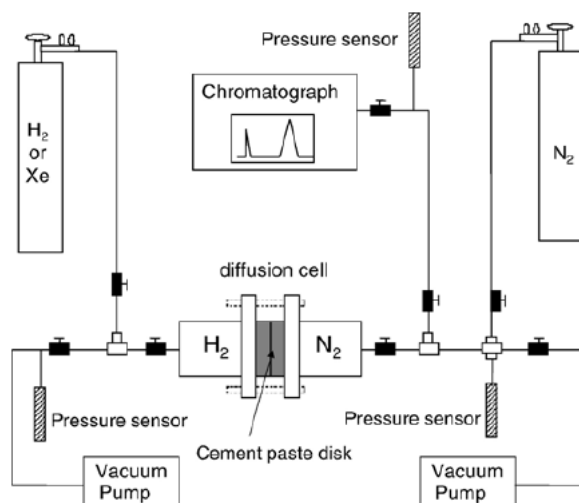 Pressure sensor
Chromatograph
H2
or
Xe
N2
diffusion cell
H2
N2
Pressure sensor
Pressure sensor
Cement paste disk
Vacuum
Pump
Vacuum
Pump